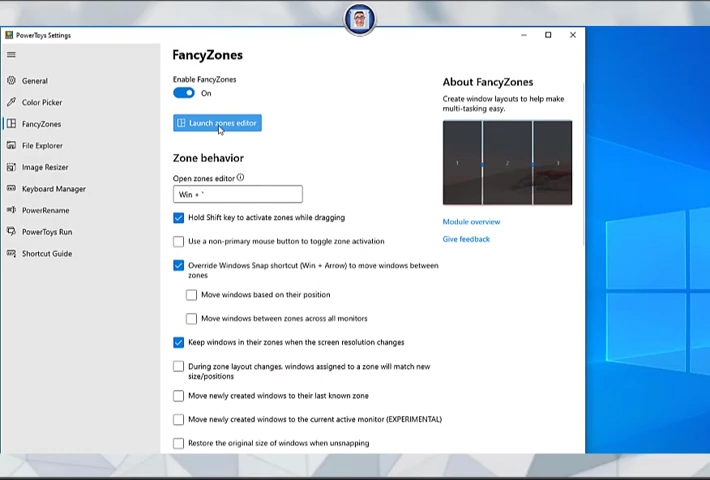 PowerToys Settings
General
Color Picker
FancyZones
File Explorer
Image Resizer
Keyboard Manager
PowerRename
PowerToys Run
Shortcut Guide
FancyZones
Enable FancyZones
On
Launch zones editor
Zone behavior
Open zones editor
Win + `
Hold Shift key to activate zones while dragging
Use a non-primary mouse button to toggle zone activation
Override Windows Snap shortcut (Win + Arrow) to move windows between
zones
Move windows based on their position
Move windows between zones across all monitors
Keep windows in their zones when the screen resolution changes
During zone layout changes, windows assigned to a zone will match new
size/positions
Move newly created windows to their last known zone
Move newly created windows to the current active monitor (EXPERIMENTAL)
Restore the original size of windows when unsnapping
About FancyZones
Create window layouts to help make
multi-tasking easy.
1 2 3
Module overview
Give feedback